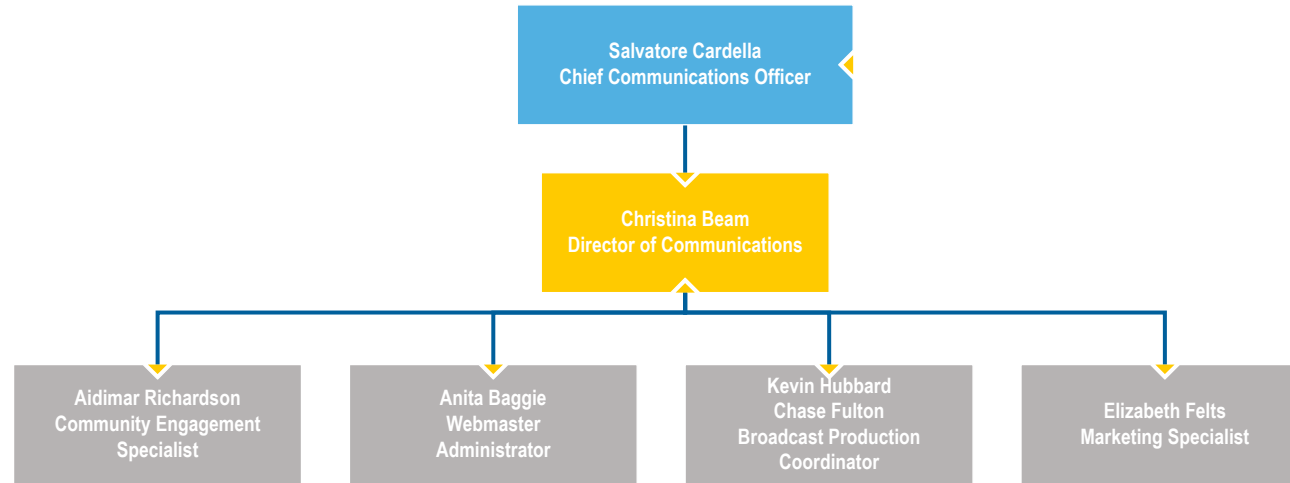 Salvatore Cardella
Chief Communications Officer
Christina Beam
Director of Communications
Aidimar Richardson
Community Engagement
Specialist
Anita Baggie
Webmaster
Administrator
Kevin Hubbard
Chase Fulton
Broadcast Production
Coordinator
Elizabeth Felts
Marketing Specialist